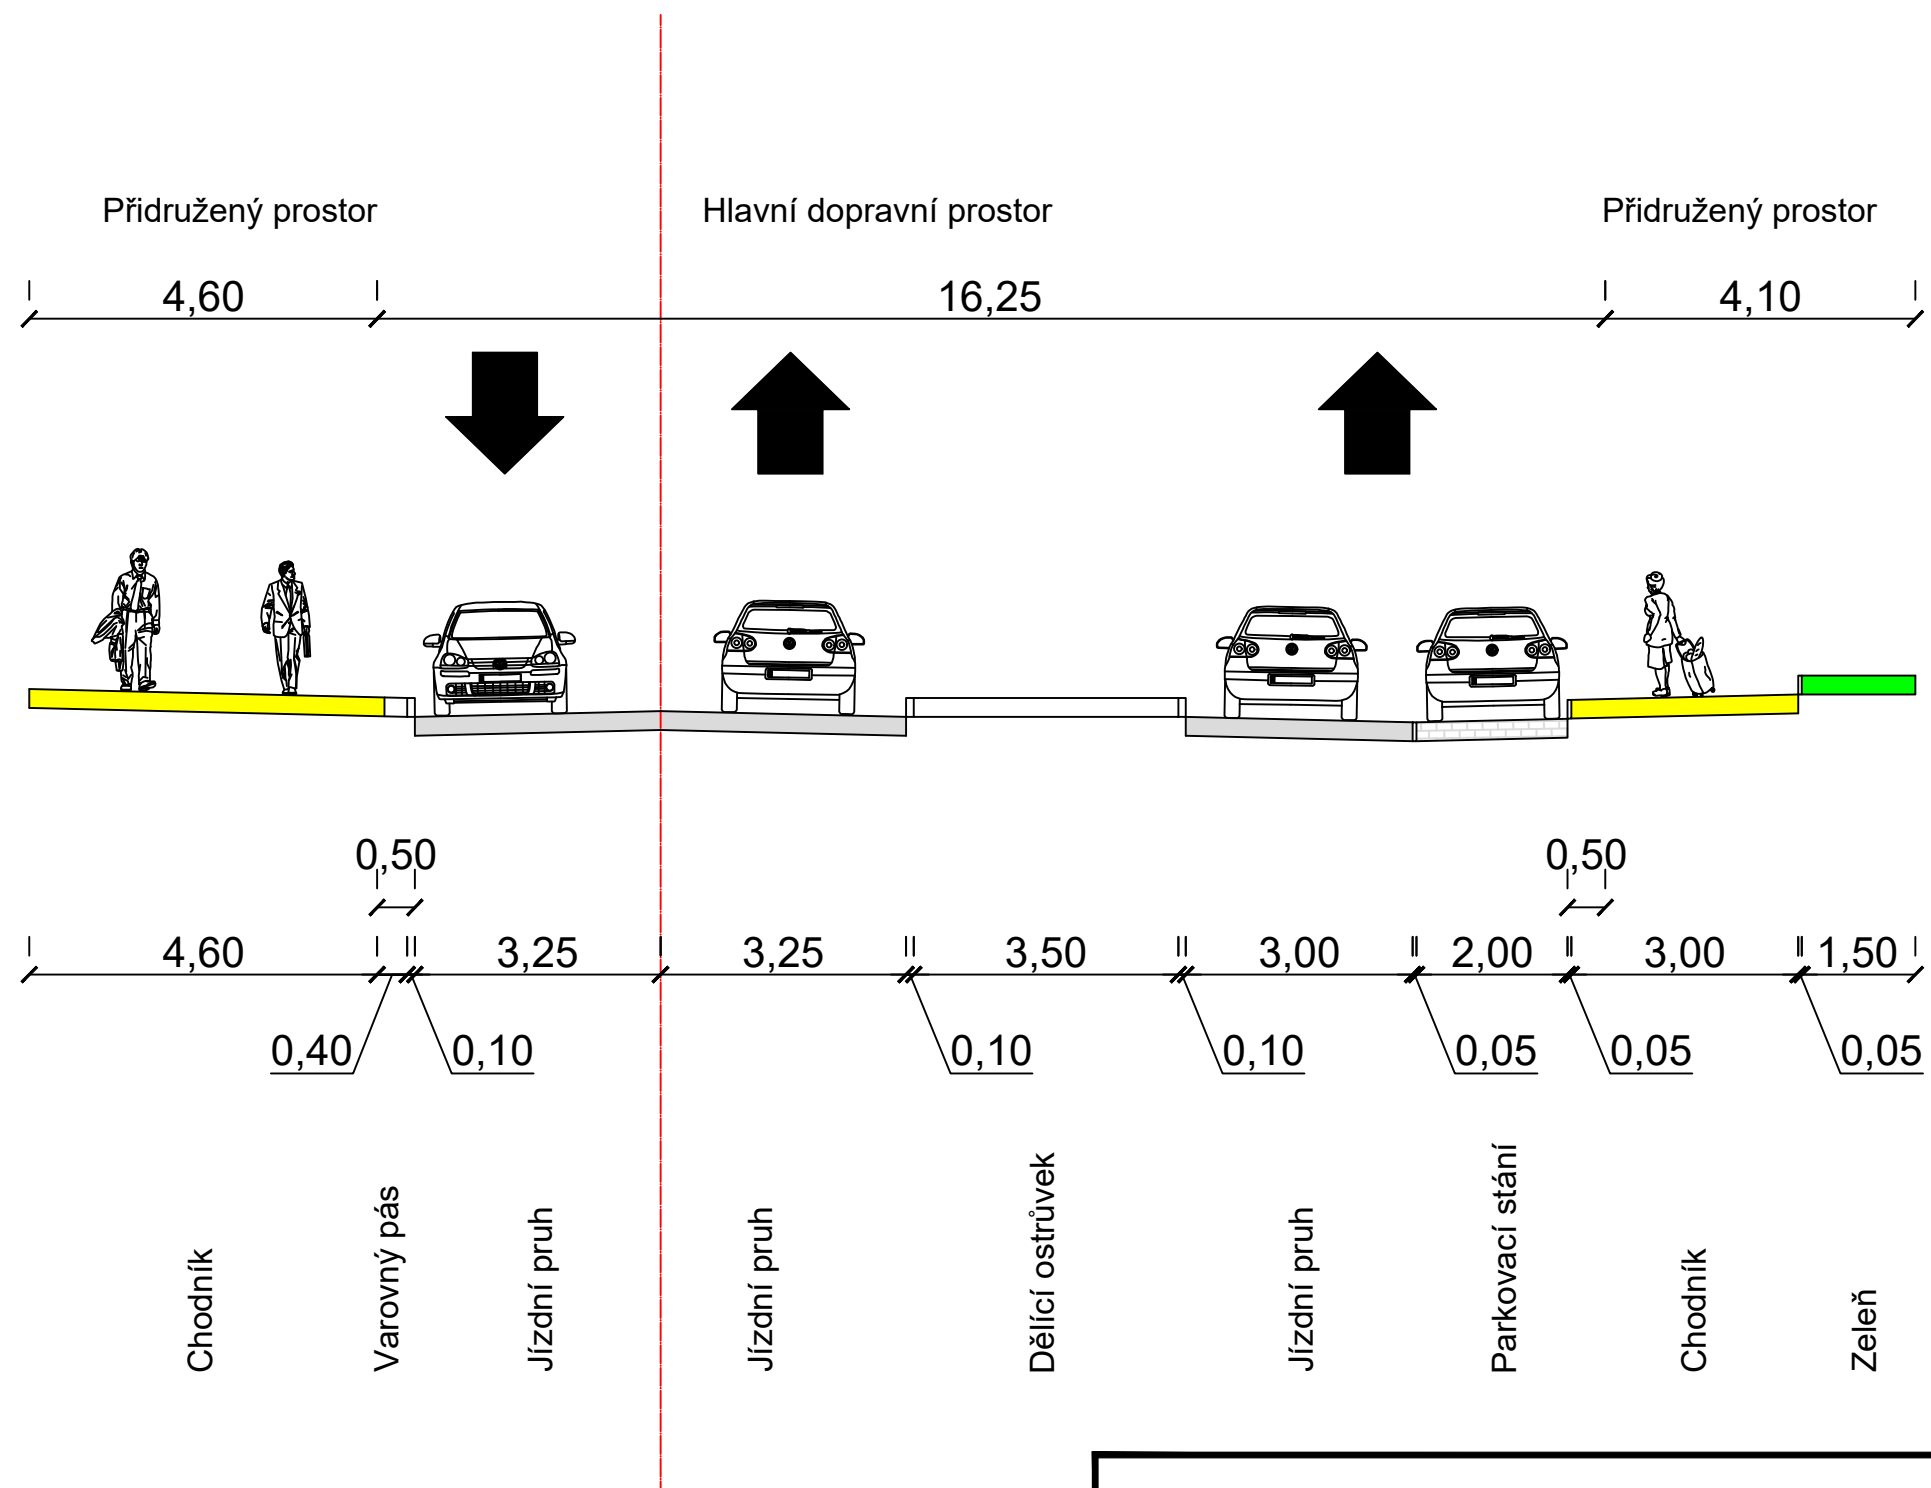 Přidružený prostor
Hlavní dopravní prostor
Přidružený prostor
4,60
16,25
4,10
0,50
0,50
4,60
3,25
3,25
3,50
3,00
2,00
3,00
1,50
0,40
0,10
0,10
0,10
0,05
0,05
0,05
Chodník
Varovný pás
Jízdní pruh
Jízdní pruh
Dělící ostrůvek
Jízdní pruh
Parkovací stání
Chodník
Zeleň